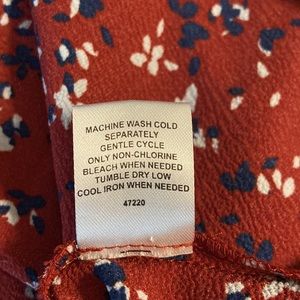 MACHINE WASH COLD
SEPARATELY
GENTLE CYCLE
ONLY NON-CHLORINE
BLEACH WHEN NEEDED
TUMBLE DRY LOW
COOL IRON WHEN NEEDED
47220